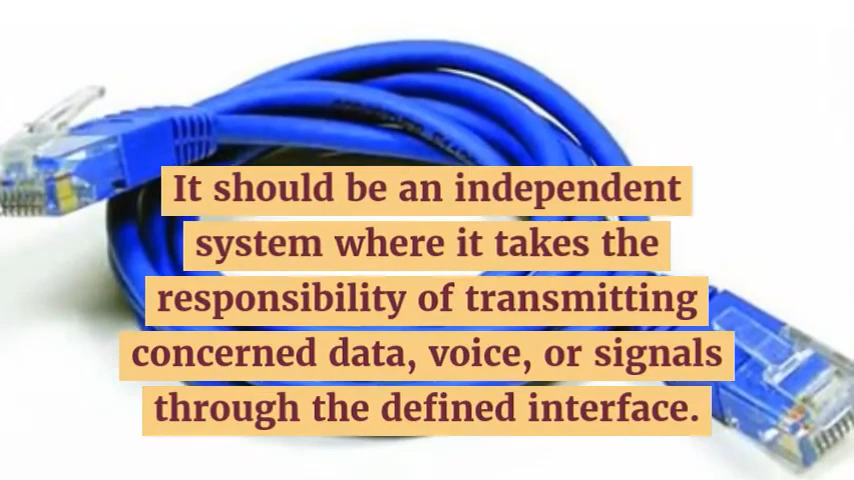 It should be an independent
system where it takes the
responsibility of transmitting
concerned data, voice, or signals
through the defined interface.